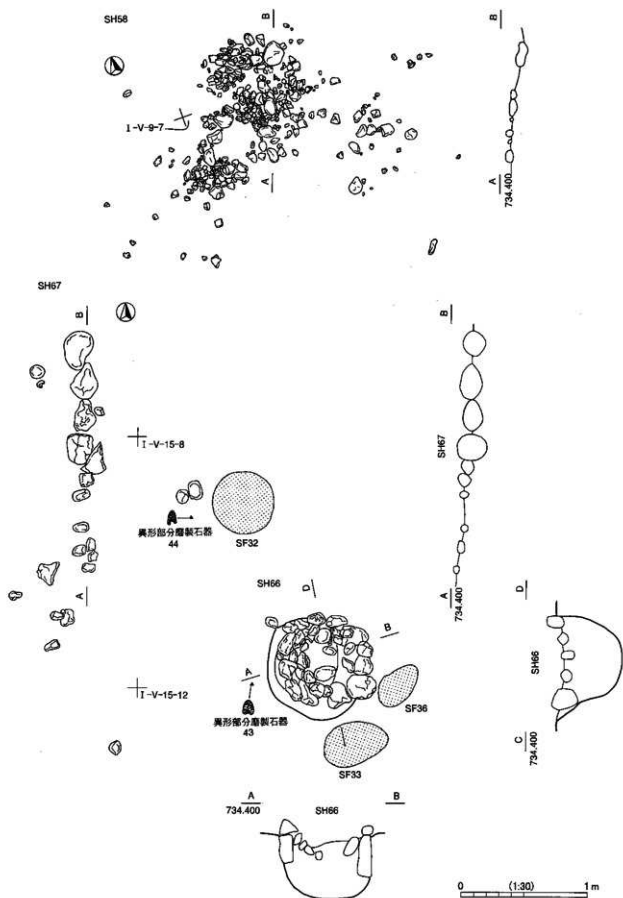 SH58
B
B
I-V-9-7
A
A
734.400
SH67
B
B
I-V-15-8
SH67
異形部分磨製石器
44
SF32
A
A
734.400
SH66
D
D
B
A
SH66
I-V-15-12
異形部分磨製石器
43
SF36
SF33
C
734.400
A
SH66
B
734.400
0 (1:30) 1 m